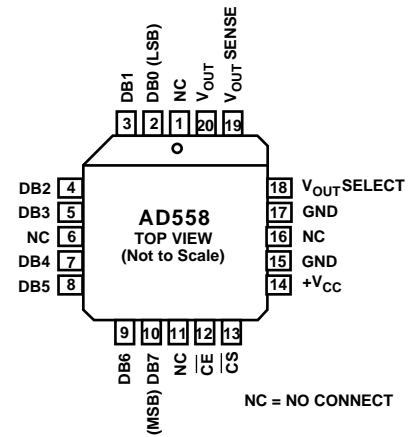 DB1
DB0 (LSB)
NC
VOUT
VOUT SENSE
3 2 1 20 19
DB2 4
DB3 5
NC 6
DB4 7
DB5 8
AD558
TOP VIEW
(Not to Scale)
18 VOUT SELECT
17 GND
16 NC
15 GND
14 +VCC
9 10 11 12 13
DB6
(MSB) DB7
NC
CE
CS
NC = NO CONNECT